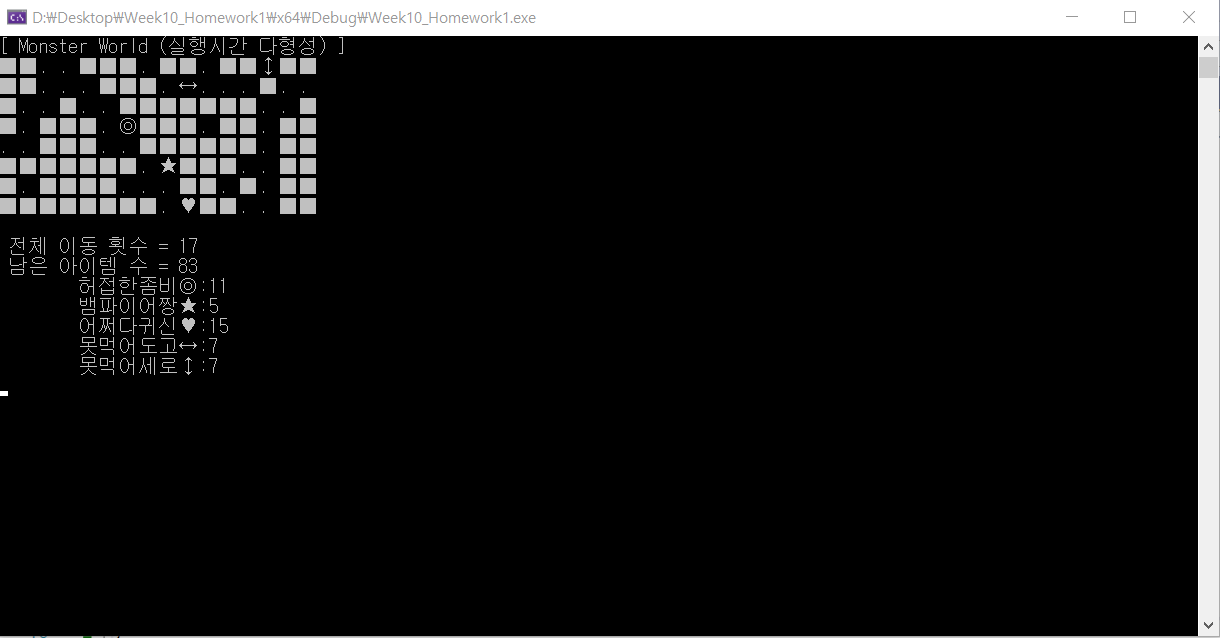 D:₩Desktop₩Week10_Homework1₩x64₩Debug₩Week10_Homework1.exe
[ Monster World (실행시간 다형성) ]
■■. . ■■■. ■■. ■■↕■■
■■. . . ■■■. ↔. . . ■. .
■. . ■. . ■■■■■■■. . ■
■. ■■■. ◎■■■. ■■. ■■
. . ■■■. . ■■■■■■. ■■
■■■■■■■. ★■■■. . ■■
■. ■■■■. . . ■■. ■. ■■
■■■■■■■■. ♥■■. . ■■
전체 이동 횟수 = 17
남은 아이템 수 = 83
허접한좀비◎:11
뱀파이어짱★:5
어쩌다귀신♥:15
못먹어도고↔:7
못먹어세로↕:7